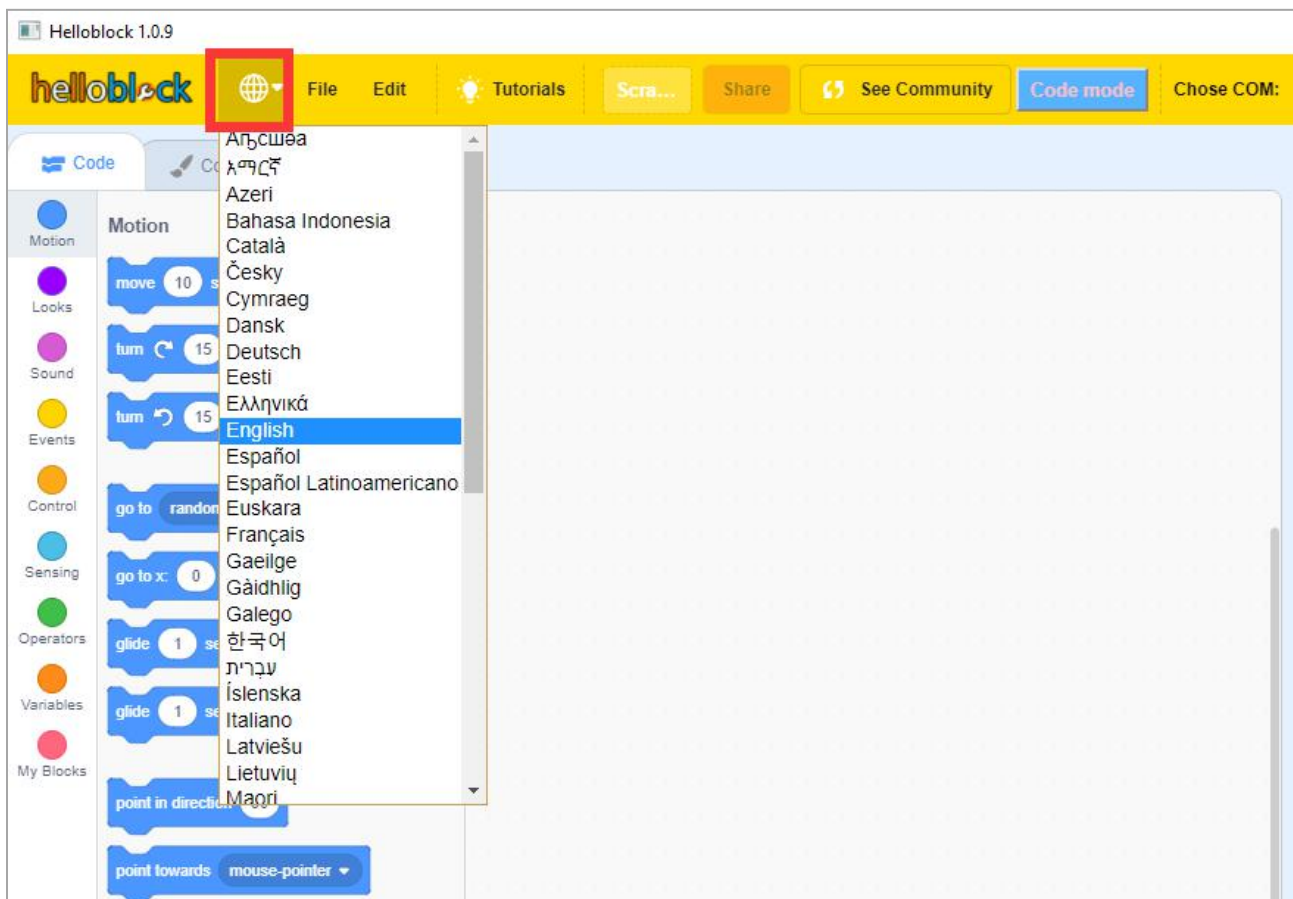 Helloblock 1.0.9
helloblock File Edit Tutorials Scra... Share See Community Code mode Chose COM:
Code
Аҧсшәа
አማርኛ
Azeri
Bahasa Indonesia
Català
Česky
Cymraeg
Dansk
Deutsch
Eesti
Ελληνικά
English
Español
Español Latinoamericano
Euskara
Français
Gaeilge
Gàidhlig
Galego
한국어
עִבְרִית
Íslenska
Italiano
Latviešu
Lietuvių
Maori
Motion
Looks
Sound
Events
Control
Sensing
Operators
Variables
My Blocks
Motion
move 10
turn 15
turn 15
go to
go to x: 0
glide 1
glide 1
point in direction
point towards mouse-pointer